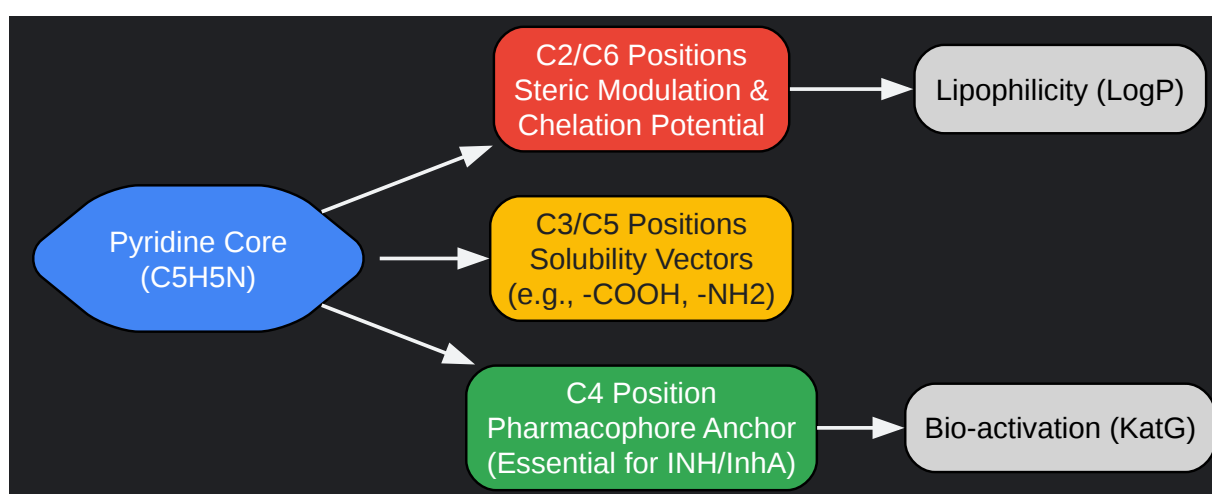 Pyridine Core
(C5H5N)
C2/C6 Positions
Steric Modulation &
Chelation Potential
Lipophilicity (LogP)
C3/C5 Positions
Solubility Vectors
(e.g., -COOH, -NH2)
C4 Position
Pharmacophore Anchor
(Essential for INH/InhA)
Bio-activation (KatG)